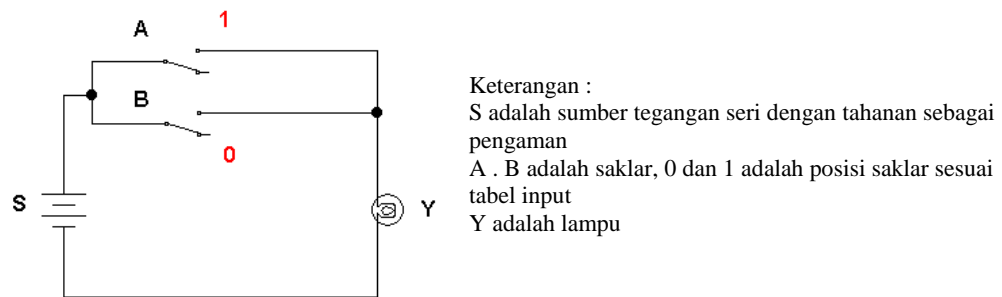 A
1
B
0
S
Y
Keterangan :
S adalah sumber tegangan seri dengan tahanan sebagai
pengaman
A . B adalah saklar, 0 dan 1 adalah posisi saklar sesuai
tabel input
Y adalah lampu